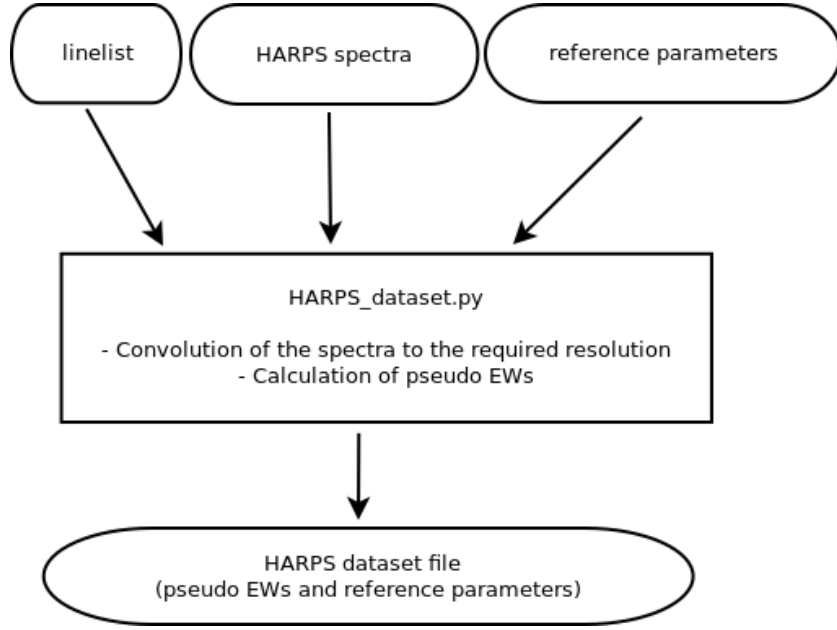 linelist
HARPS spectra
reference parameters
HARPS_dataset.py
- Convolution of the spectra to the required resolution
- Calculation of pseudo EWs
HARPS dataset file
(pseudo EWs and reference parameters)